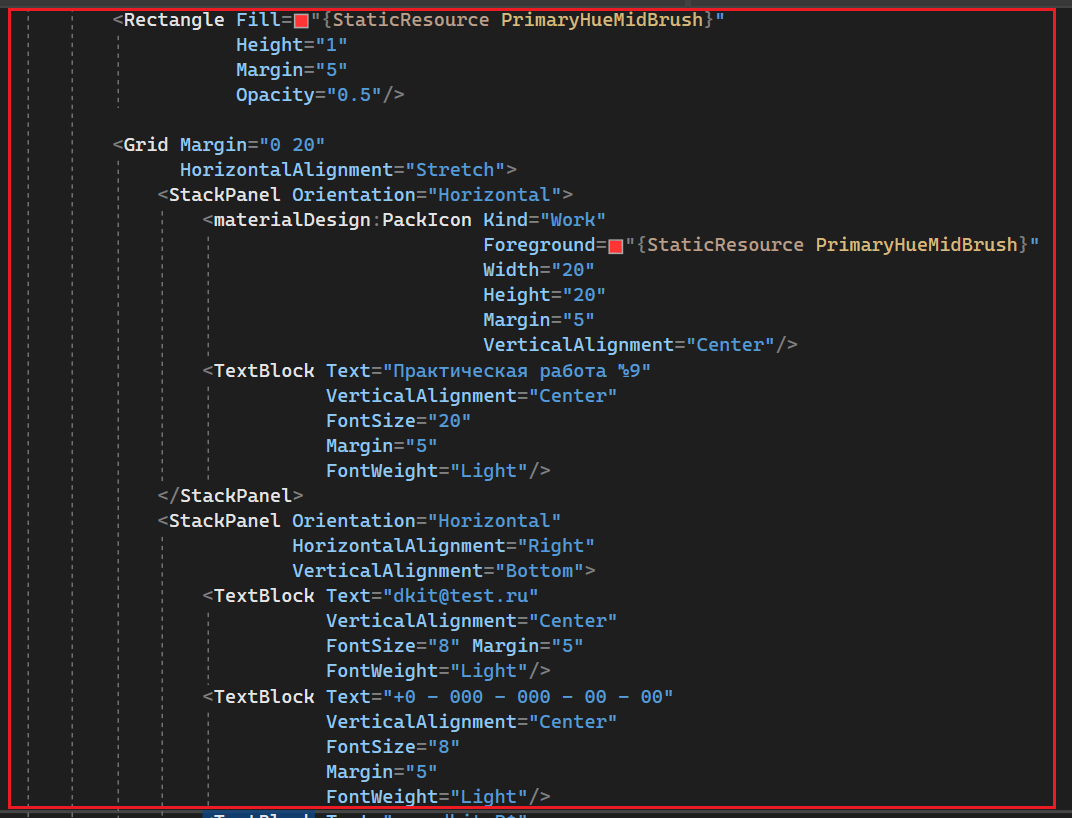 <Rectangle Fill="{StaticResource PrimaryHueMidBrush}"
Height="1"
Margin="5"
Opacity="0.5"/>
<Grid Margin="0 20"
HorizontalAlignment="Stretch">
<StackPanel Orientation="Horizontal">
<materialDesign:PackIcon Kind="Work"
Foreground="{StaticResource PrimaryHueMidBrush}"
Width="20"
Height="20"
Margin="5"
VerticalAlignment="Center"/>
<TextBlock Text="Практическая работа №9"
VerticalAlignment="Center"
FontSize="20"
Margin="5"
FontWeight="Light"/>
</StackPanel>
<StackPanel Orientation="Horizontal"
HorizontalAlignment="Right"
VerticalAlignment="Bottom">
<TextBlock Text="dkit@test.ru"
VerticalAlignment="Center"
FontSize="8" Margin="5"
FontWeight="Light"/>
<TextBlock Text="+0 - 000 - 000 - 00 - 00"
VerticalAlignment="Center"
FontSize="8"
Margin="5"
FontWeight="Light"/>